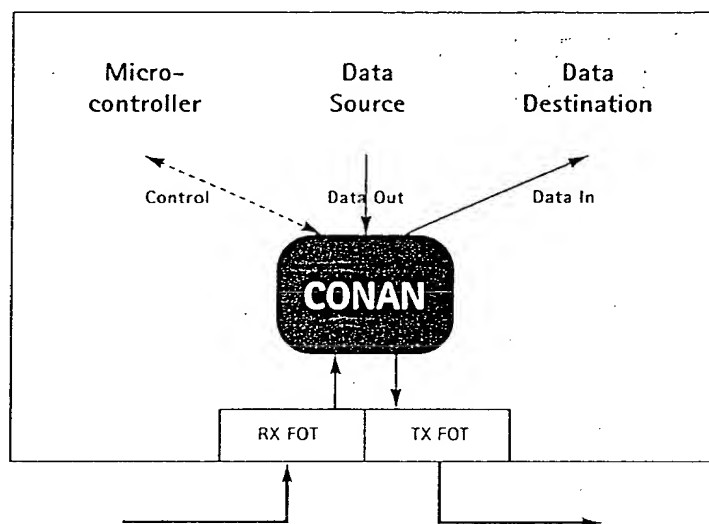 Micro-
controller
Data
Source
Data
Destination
Control
Data Out
Data In
CONAN
RX FOT
TX FOT